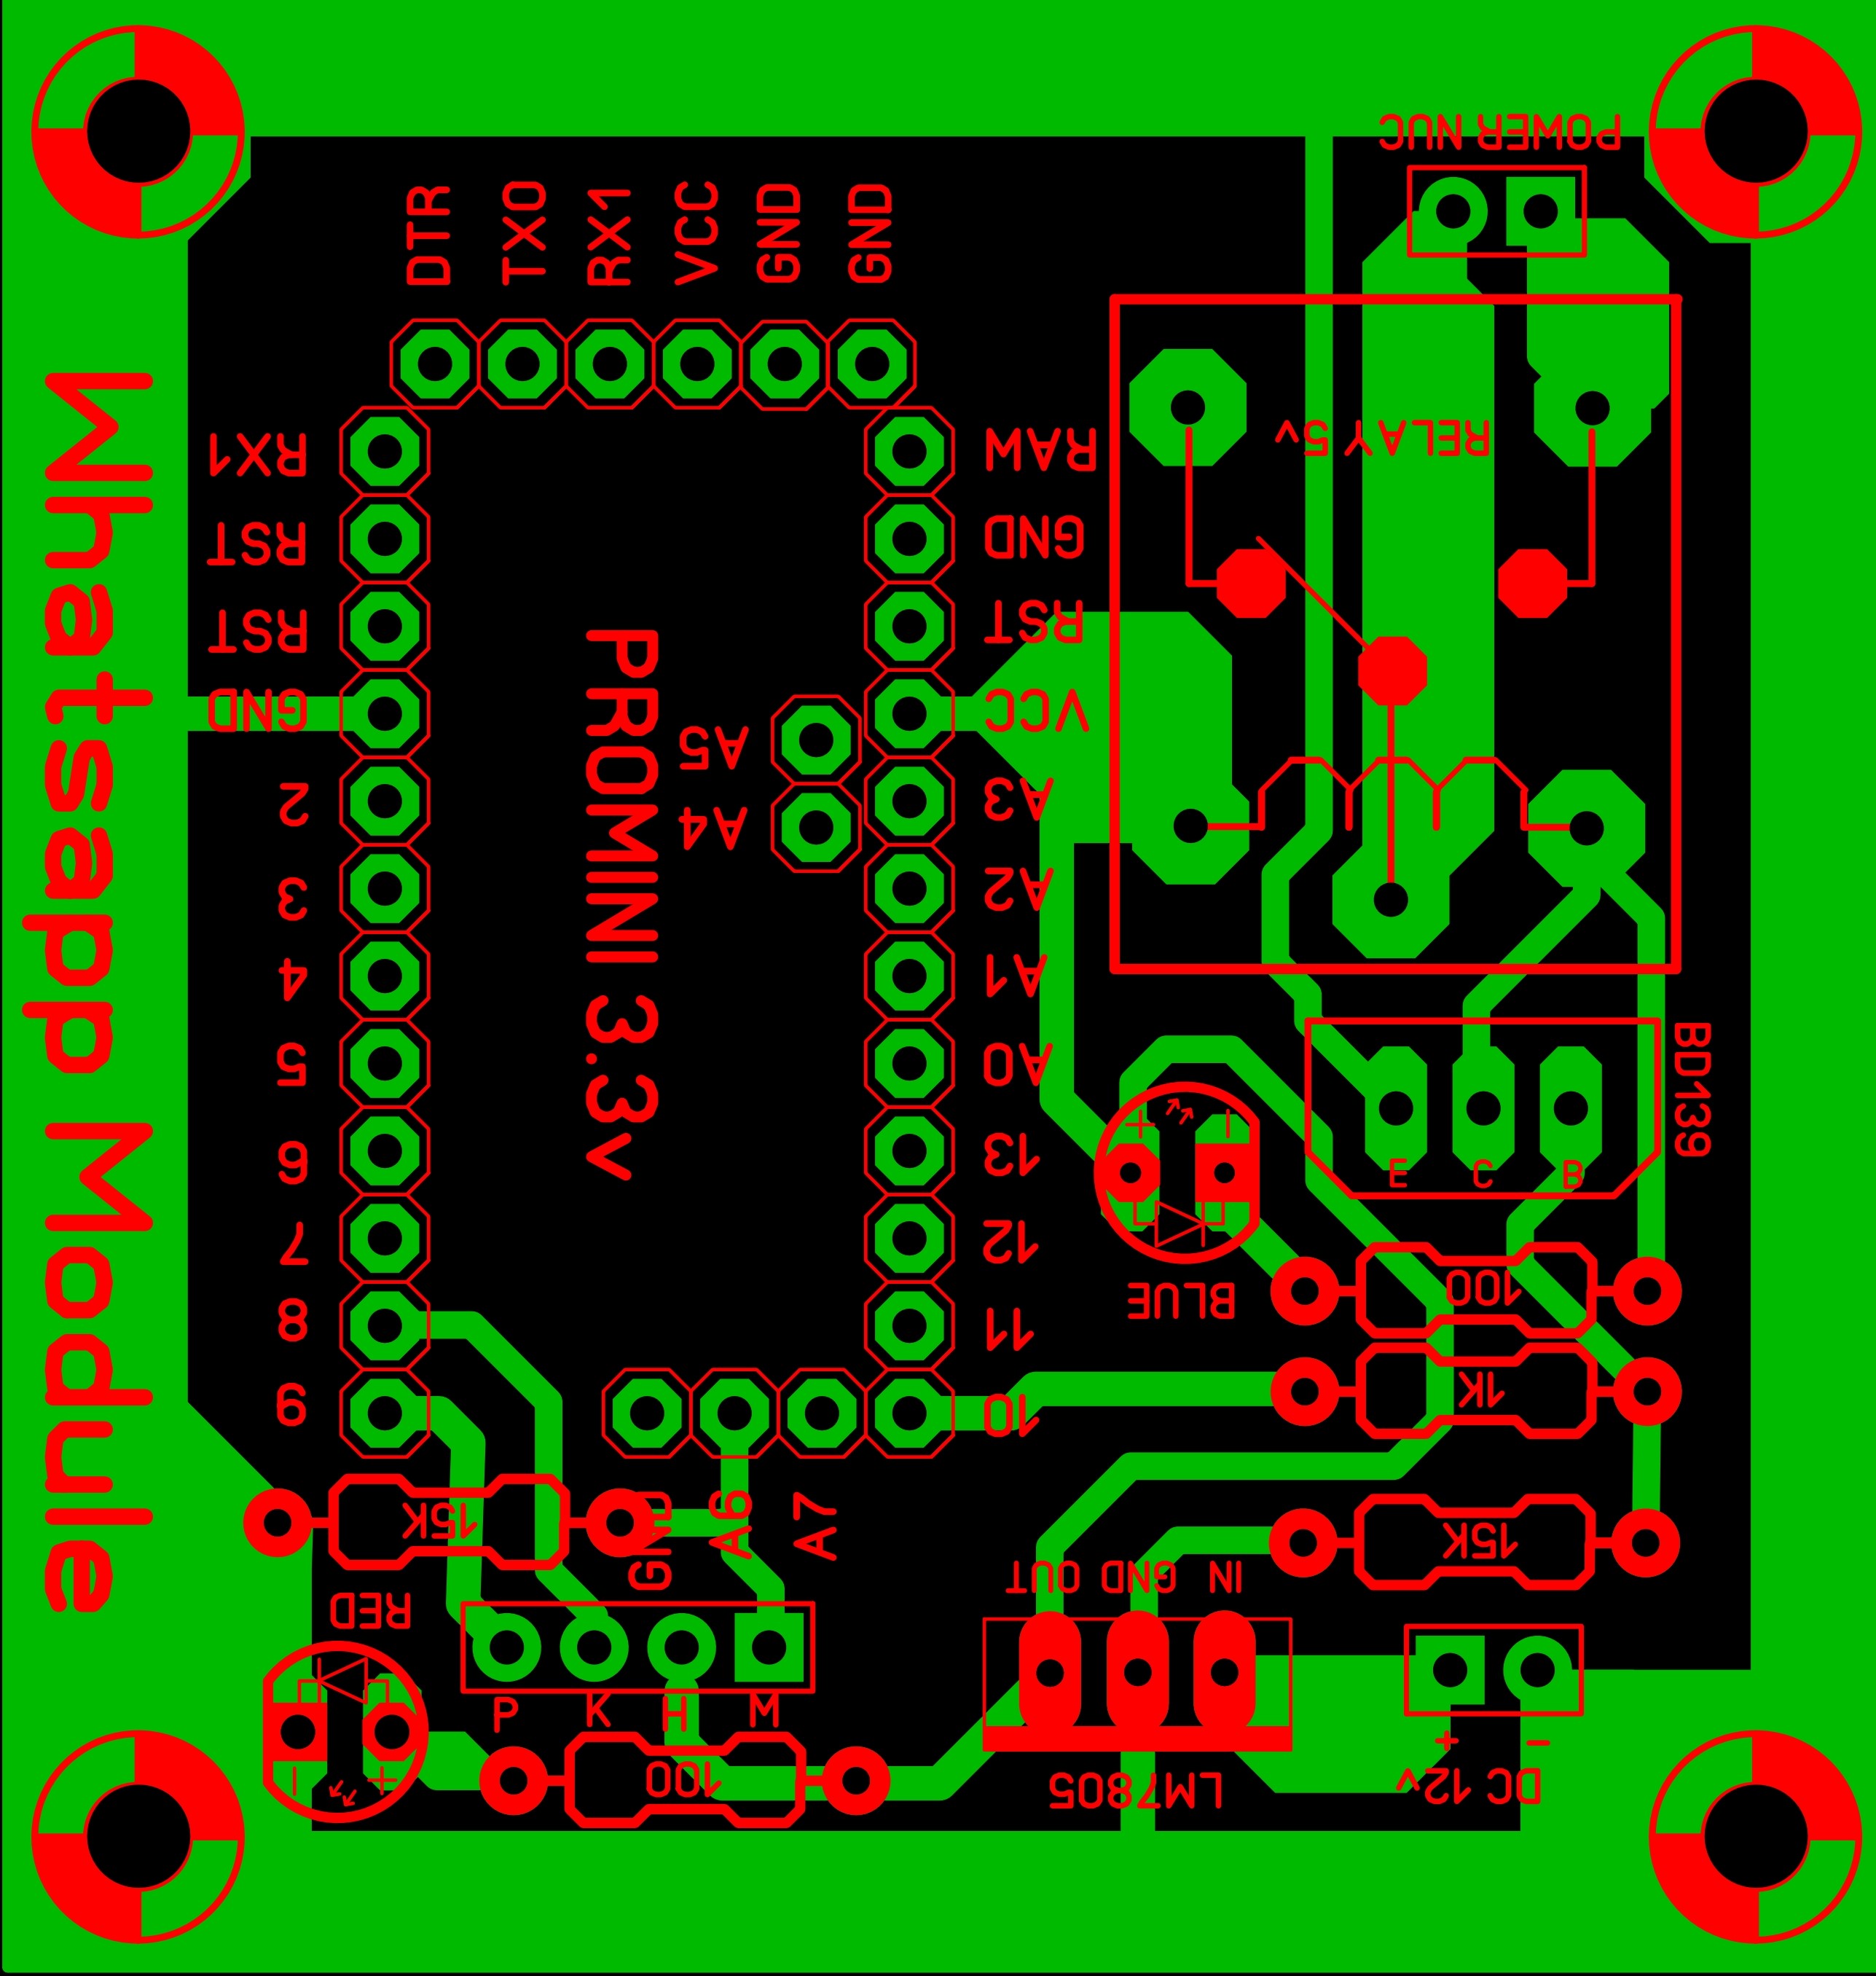 POWER NUC
DTR
TX0
RX1
VCC
GND
GND
Whatsapp Module
RX1
RST
RST
GND
2
3
4
5
6
7
8
9
PROMINI 3.3v
A5
A4
RAW
GND
RST
VCC
A3
A2
A1
A0
13
12
11
10
RELAY 5v
BD139
E
C
B
+
-
BLUE
100
1K
15K
15K
GND
A6
A7
RED
-
+
P
K
H
M
100
IN
GND
OUT
LM7805
+
-
DC 12v